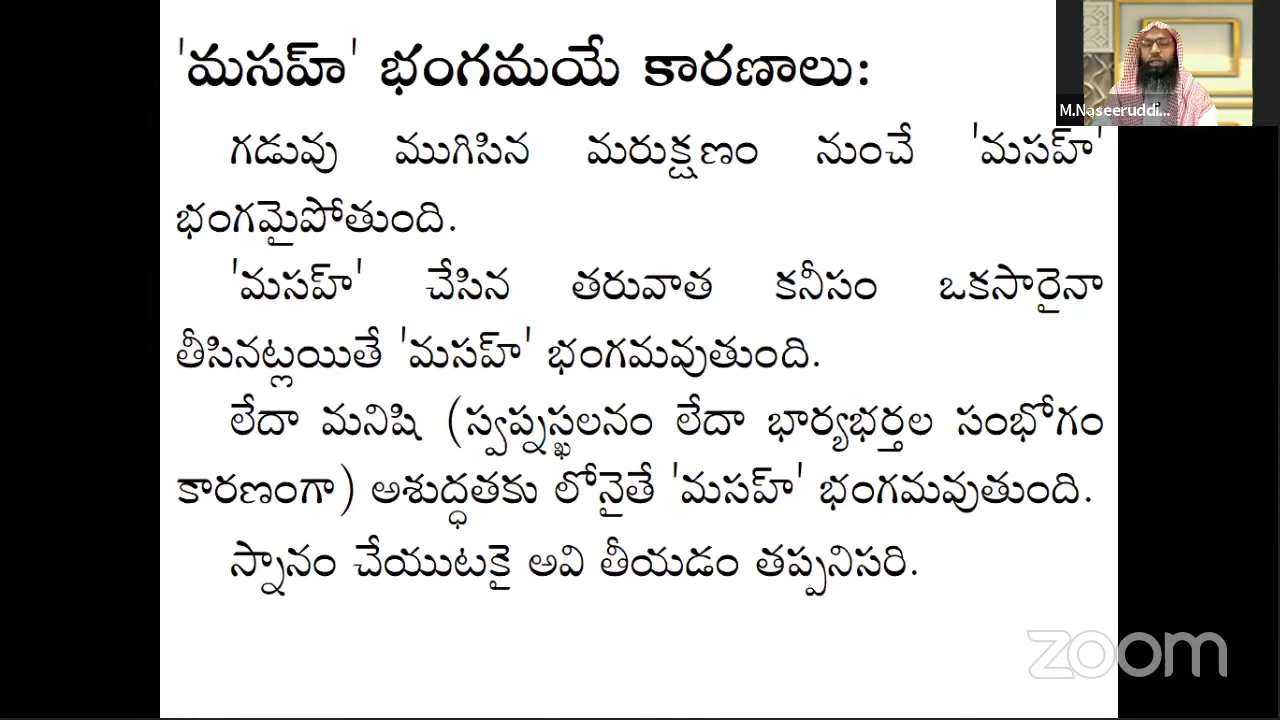 'మసహ్' భంగమయే కారణాలు:
M.Naseeruddi...
గడువు ముగిసిన మరుక్షణం నుంచే 'మసహ్'
భంగమైపోతుంది.
'మసహ్' చేసిన తరువాత కనీసం ఒకసారైనా
తీసినట్లయితే 'మసహ్' భంగమవుతుంది.
లేదా మనిషి (స్వప్నస్ఖలనం లేదా భార్యభర్తల సంభోగం
కారణంగా) అశుద్ధతకు లోనైతే 'మసహ్' భంగమవుతుంది.
స్నానం చేయుటకై అవి తీయడం తప్పనిసరి.
zoom